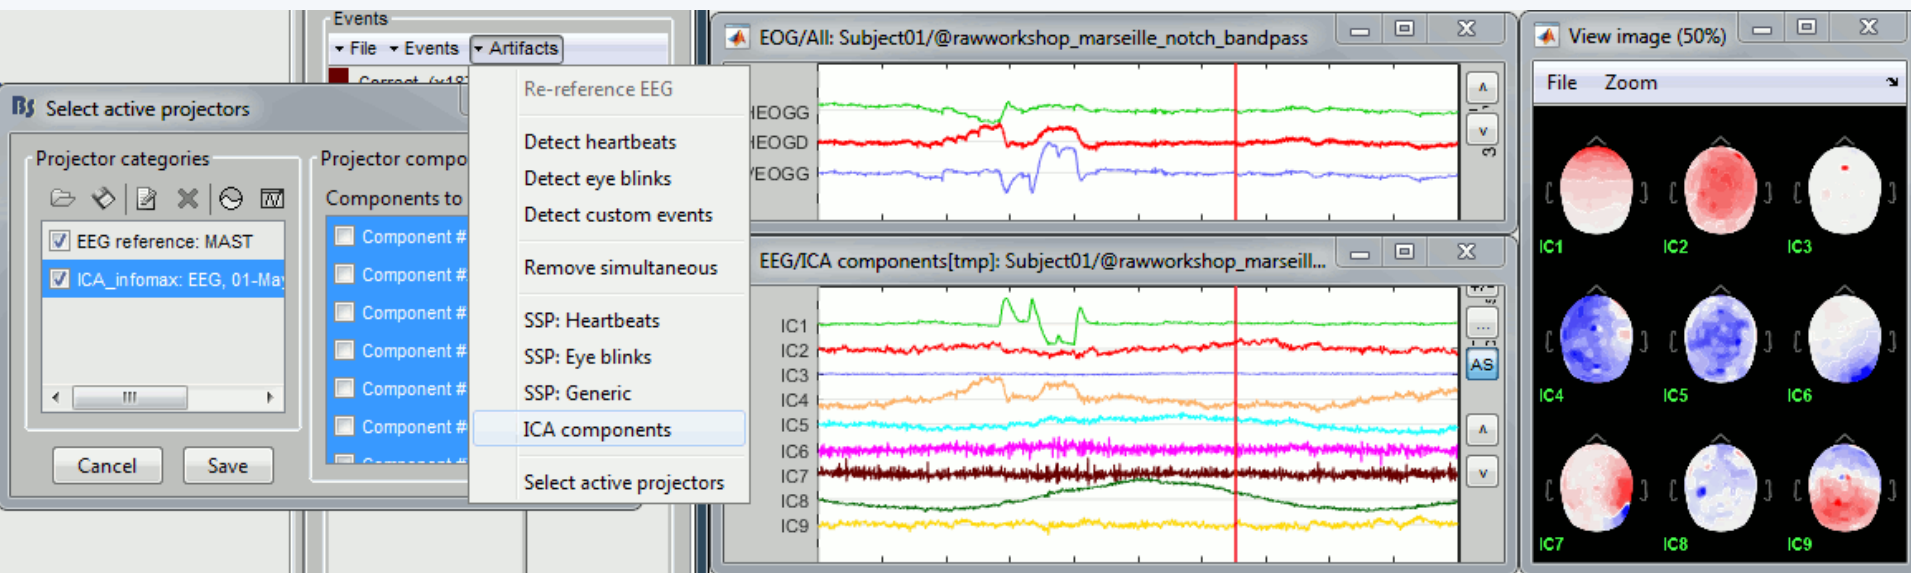 Events
File Events Artifacts
Re-reference EEG
Detect heartbeats
Detect eye blinks
Detect custom events
Remove simultaneous
SSP: Heartbeats
SSP: Eye blinks
SSP: Generic
ICA components
Select active projectors
Select active projectors
Projector categories
EEG reference: MAST
ICA_infomax: EEG, 01-May
Cancel
Save
Components to
Component #
Component #
Component #
Component #
Component #
Component #
EOG/All: Subject01/@rawworkshop_marseille_notch_bandpass
HEOGG
HEOGD
VEOGG
EEG/ICA components[tmp]: Subject01/@rawworkshop_marseill...
IC1
IC2
IC3
IC4
IC5
IC6
IC7
IC8
IC9
...
AS
View image (50%)
File Zoom
IC1 IC2 IC3
IC4 IC5 IC6
IC7 IC8 IC9